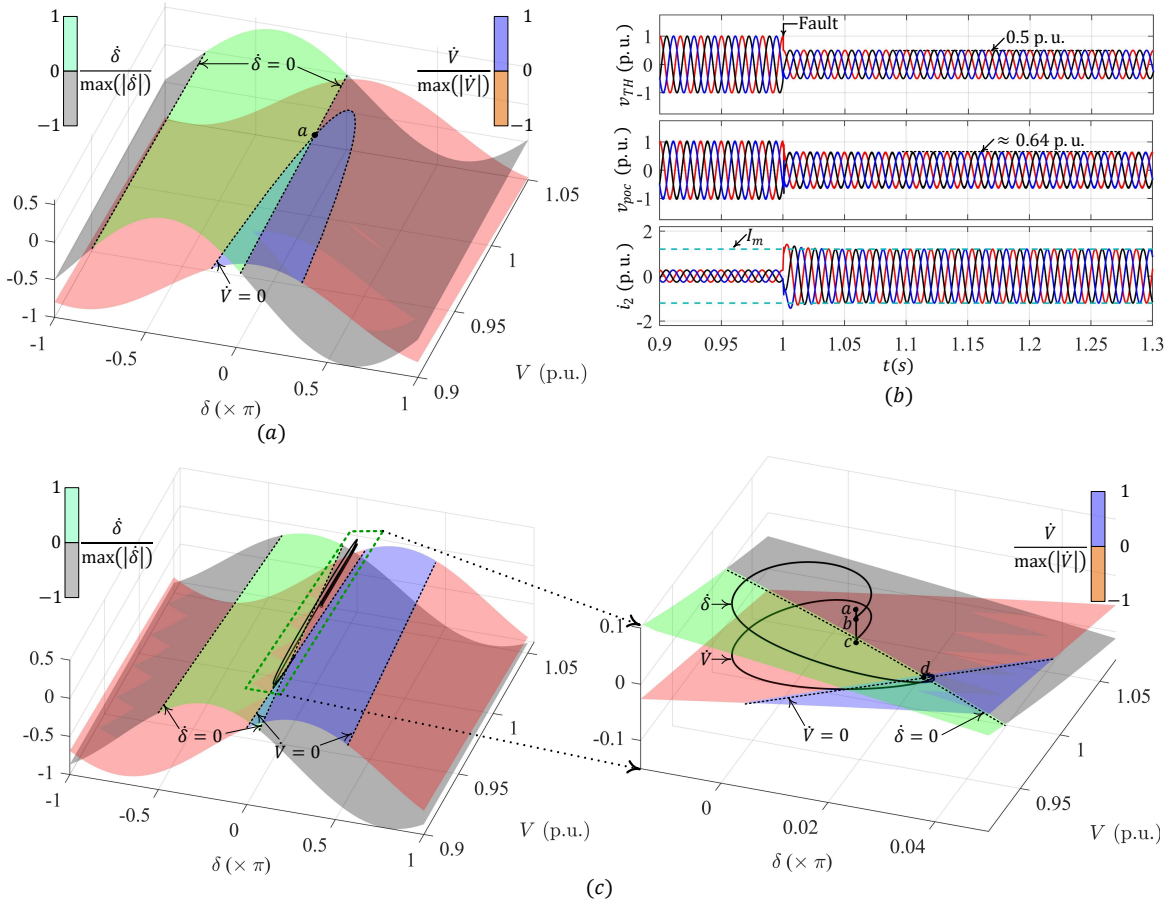 1
0
−1
δ̇
max(|δ̇|)
δ̇ = 0
V̇
max(|V̇|)
1
0
−1
a
0.5
0
-0.5
-1
V̇ = 0
1.05
1
0.95
0.9
V (p.u.)
-1
-0.5
0
0.5
1
δ (× π)
(a)
Fault
0.5 p. u.
v_TH (p. u.)
1
0
-1
≈ 0.64 p. u.
v_poc (p. u.)
1
0
-1
I_m
i_2 (p. u.)
2
0
-2
0.9 0.95 1 1.05 1.1 1.15 1.2 1.25 1.3
t(s)
(b)
1
0
−1
δ̇
max(|δ̇|)
0.5
0
-0.5
-1
δ̇ = 0
V̇ = 0
1.05
1
0.95
0.9
V (p.u.)
-1
-0.5
0
0.5
1
δ (× π)
V̇
max(|V̇|)
1
0
−1
δ̇
V̇
a
b
c
d
0.1
0
-0.1
V̇ = 0
δ̇ = 0
1.05
1
0.95
V (p.u.)
0
0.02
0.04
δ (× π)
(c)